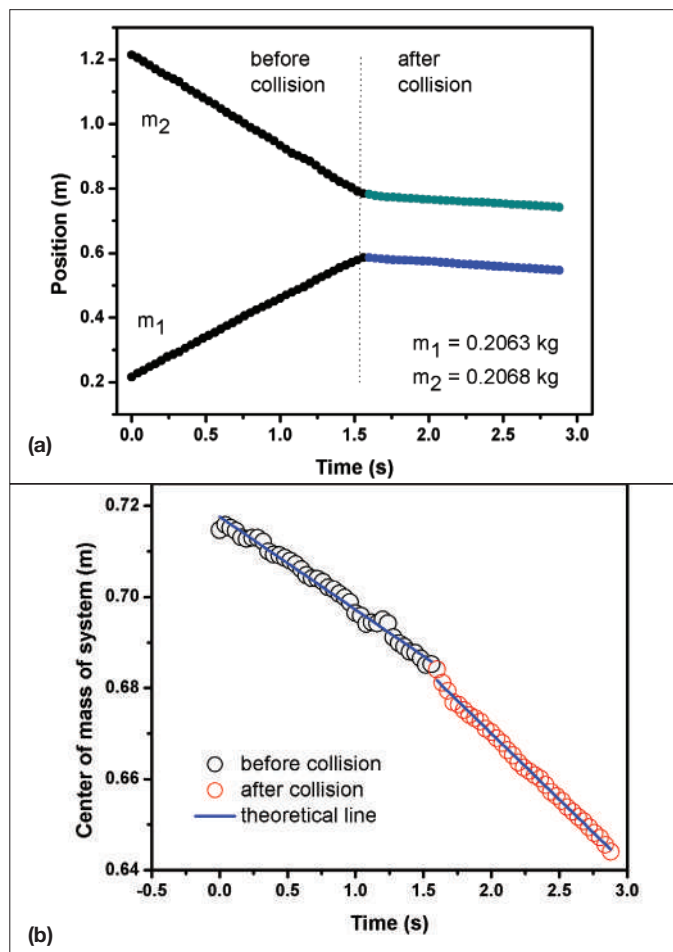 1.2
1.0
0.8
0.6
0.4
0.2
Position (m)
before
collision
after
collision
m2
m1
m1 = 0.2063 kg
m2 = 0.2068 kg
0.0 0.5 1.0 1.5 2.0 2.5 3.0
Time (s)
(a)
0.72
0.70
0.68
0.66
0.64
Center of mass of system (m)
before collision
after collision
theoretical line
-0.5 0.0 0.5 1.0 1.5 2.0 2.5 3.0
Time (s)
(b)